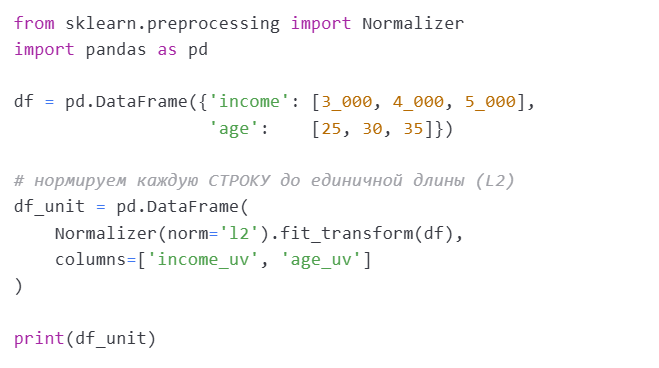 from sklearn.preprocessing import Normalizer
import pandas as pd

df = pd.DataFrame({'income': [3_000, 4_000, 5_000],
                   'age':    [25, 30, 35]})

# нормируем каждую СТРОКУ до единичной длины (L2)
df_unit = pd.DataFrame(
    Normalizer(norm='l2').fit_transform(df),
    columns=['income_uv', 'age_uv']
)

print(df_unit)